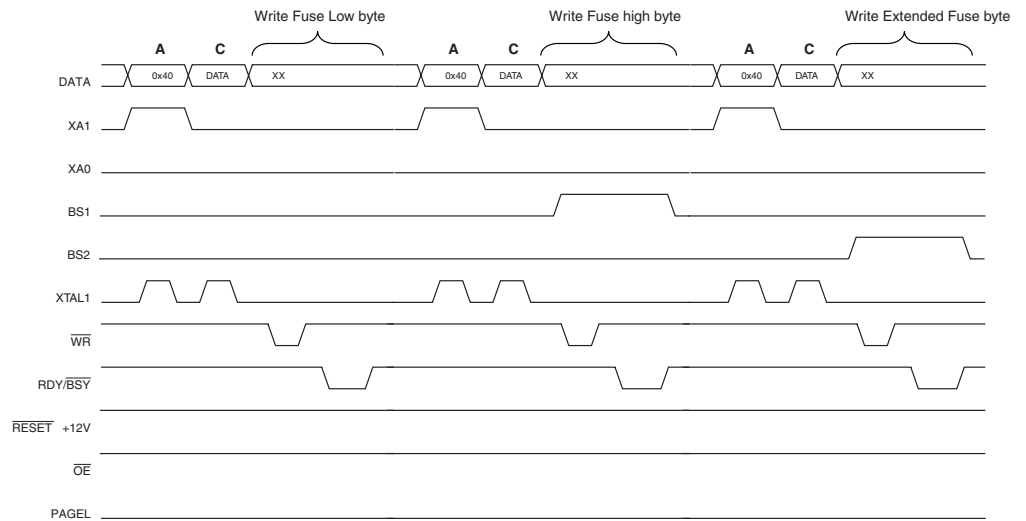 Write Fuse Low byte Write Fuse high byte Write Extended Fuse byte
A C A C A C
DATA 0x40 DATA XX 0x40 DATA XX 0x40 DATA XX
XA1
XA0
BS1
BS2
XTAL1
WR
RDY/BSY
RESET +12V
OE
PAGEL